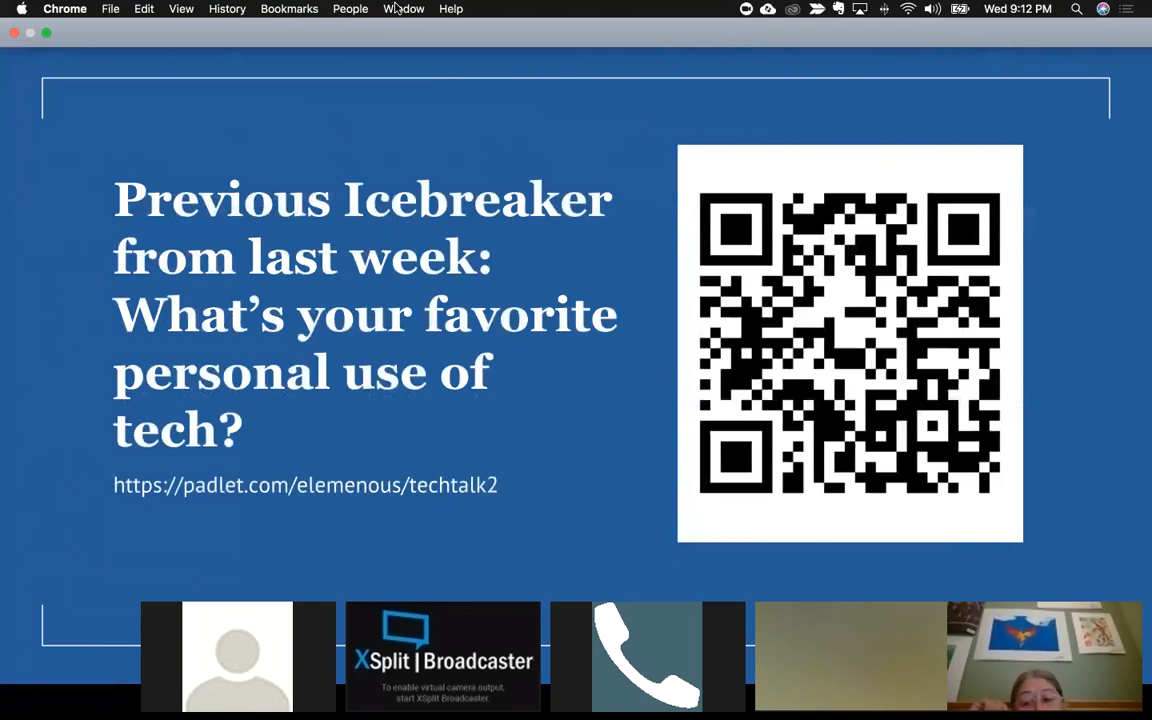 Chrome File Edit View History Bookmarks People Window Help Wed 9:12 PM
Previous Icebreaker
from last week:
What’s your favorite
personal use of
tech?
https://padlet.com/elemenous/techtalk2
XSplit | Broadcaster
To enable virtual camera output,
start XSplit Broadcaster.